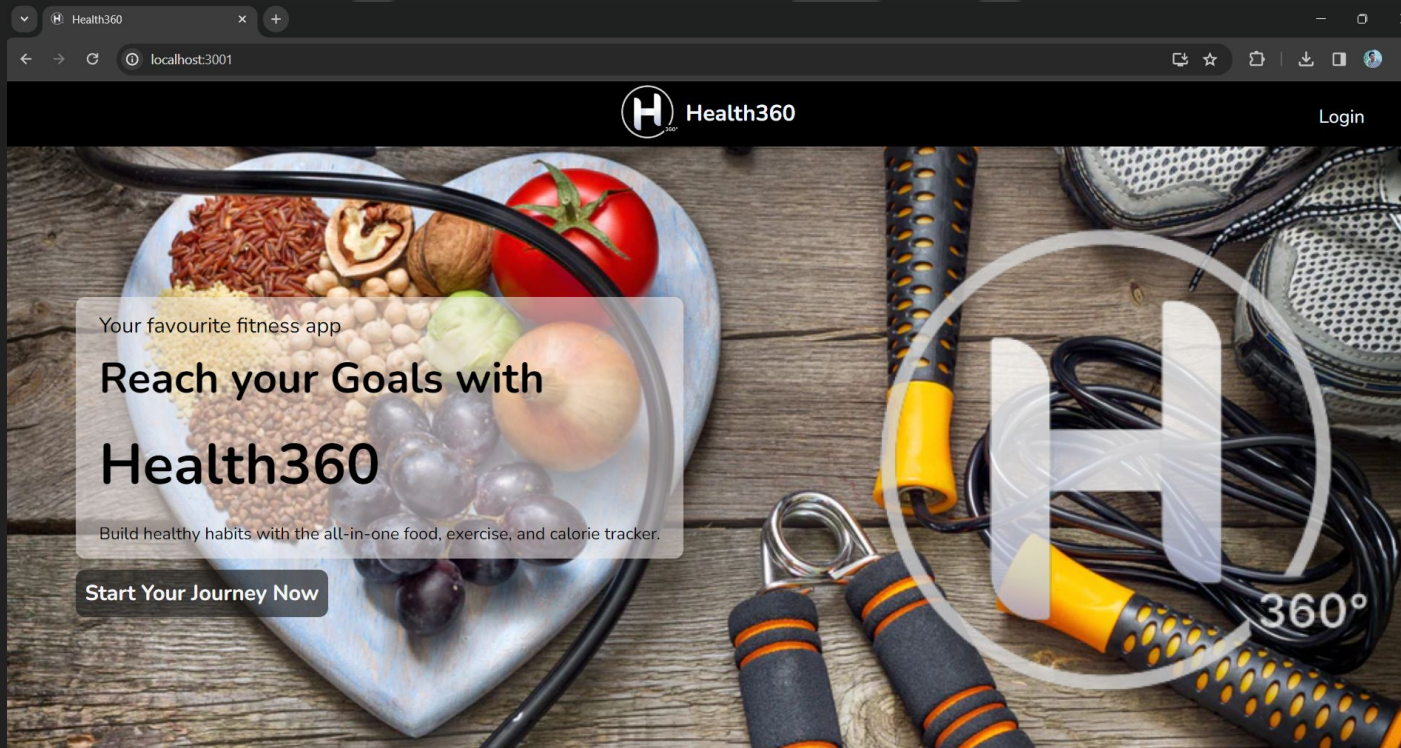 Health360
localhost:3001
H 360° Health360
Login
Your favourite fitness app
Reach your Goals with
Health360
Build healthy habits with the all-in-one food, exercise, and calorie tracker.
Start Your Journey Now
H
360°